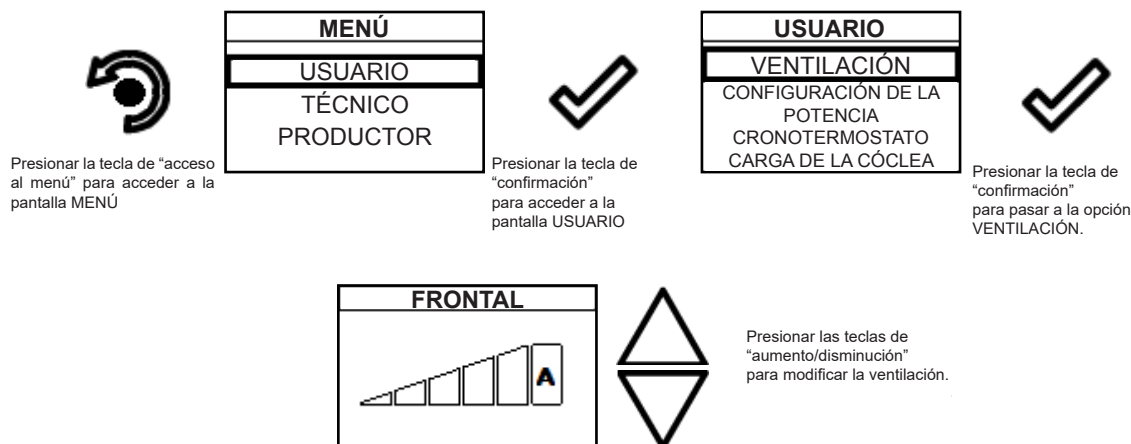 MENÚ
USUARIO
TÉCNICO
PRODUCTOR
Presionar la tecla de “acceso
al menú” para acceder a la
pantalla MENÚ
Presionar la tecla de
“confirmación”
para acceder a la
pantalla USUARIO
USUARIO
VENTILACIÓN
CONFIGURACIÓN DE LA
POTENCIA
CRONOTERMOSTATO
CARGA DE LA CÓCLEA
Presionar la tecla de
“confirmación”
para pasar a la opción
VENTILACIÓN.
FRONTAL
A
Presionar las teclas de
“aumento/disminución”
para modificar la ventilación.